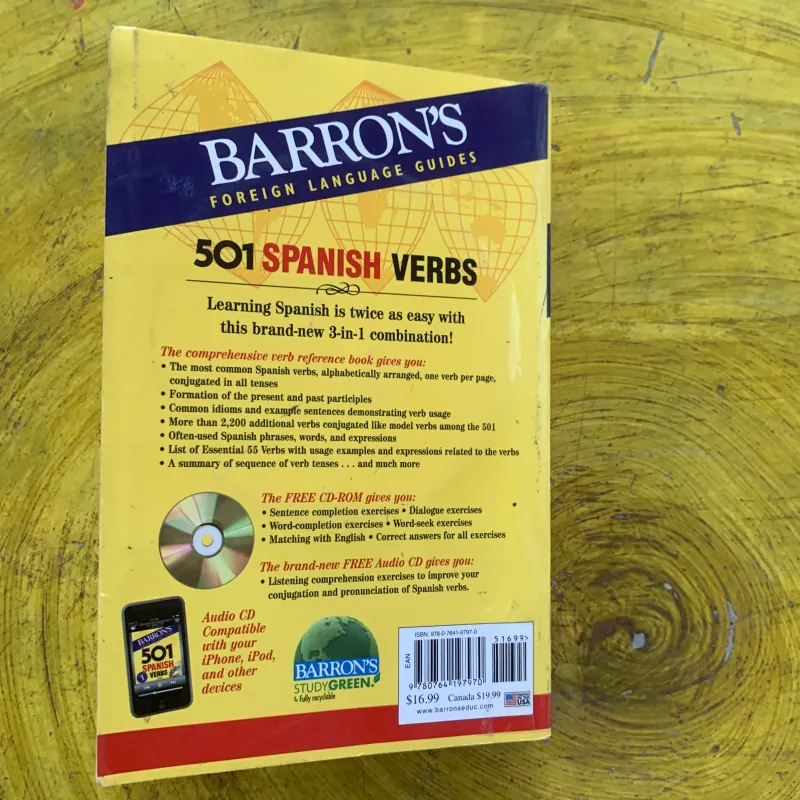 BARRON'S
FOREIGN LANGUAGE GUIDES
501 SPANISH VERBS
Learning Spanish is twice as easy with
this brand-new 3-in-1 combination!
The comprehensive verb reference book gives you:
• The most common Spanish verbs, alphabetically arranged, one verb per page,
conjugated in all tenses
• Formation of the present and past participles
• Common idioms and example sentences demonstrating verb usage
• More than 2,200 additional verbs conjugated like model verbs among the 501
• Often-used Spanish phrases, words, and expressions
• List of Essential 55 Verbs with usage examples and expressions related to the verbs
• A summary of sequence of verb tenses . . . and much more
The FREE CD-ROM gives you:
• Sentence completion exercises • Dialogue exercises
• Word-completion exercises • Word-seek exercises
• Matching with English • Correct answers for all exercises
The brand-new FREE Audio CD gives you:
• Listening comprehension exercises to improve your
conjugation and pronunciation of Spanish verbs.
BARRON'S
501
SPANISH
VERBS
Audio CD
Compatible
with your
iPhone, iPod,
and other
devices
BARRON'S
STUDYGREEN.
Fully recyclable
ISBN: 978-0-7641-9797-0
51699>
EAN
9 780764 197970
$16.99 Canada $19.99
www.barronseduc.com
USA